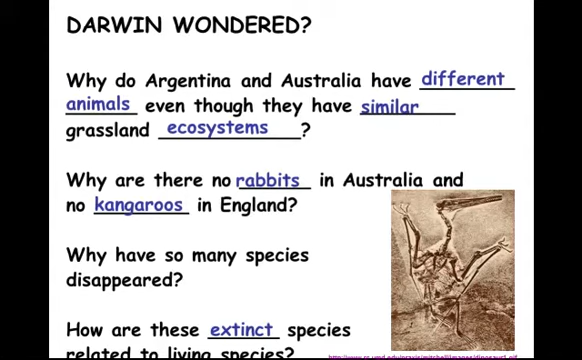 DARWIN WONDERED?
Why do Argentina and Australia have different
animals even though they have similar
grassland ecosystems ?
Why are there no rabbits in Australia and
no kangaroos in England?
Why have so many species
disappeared?
How are these extinct species
related to living species?